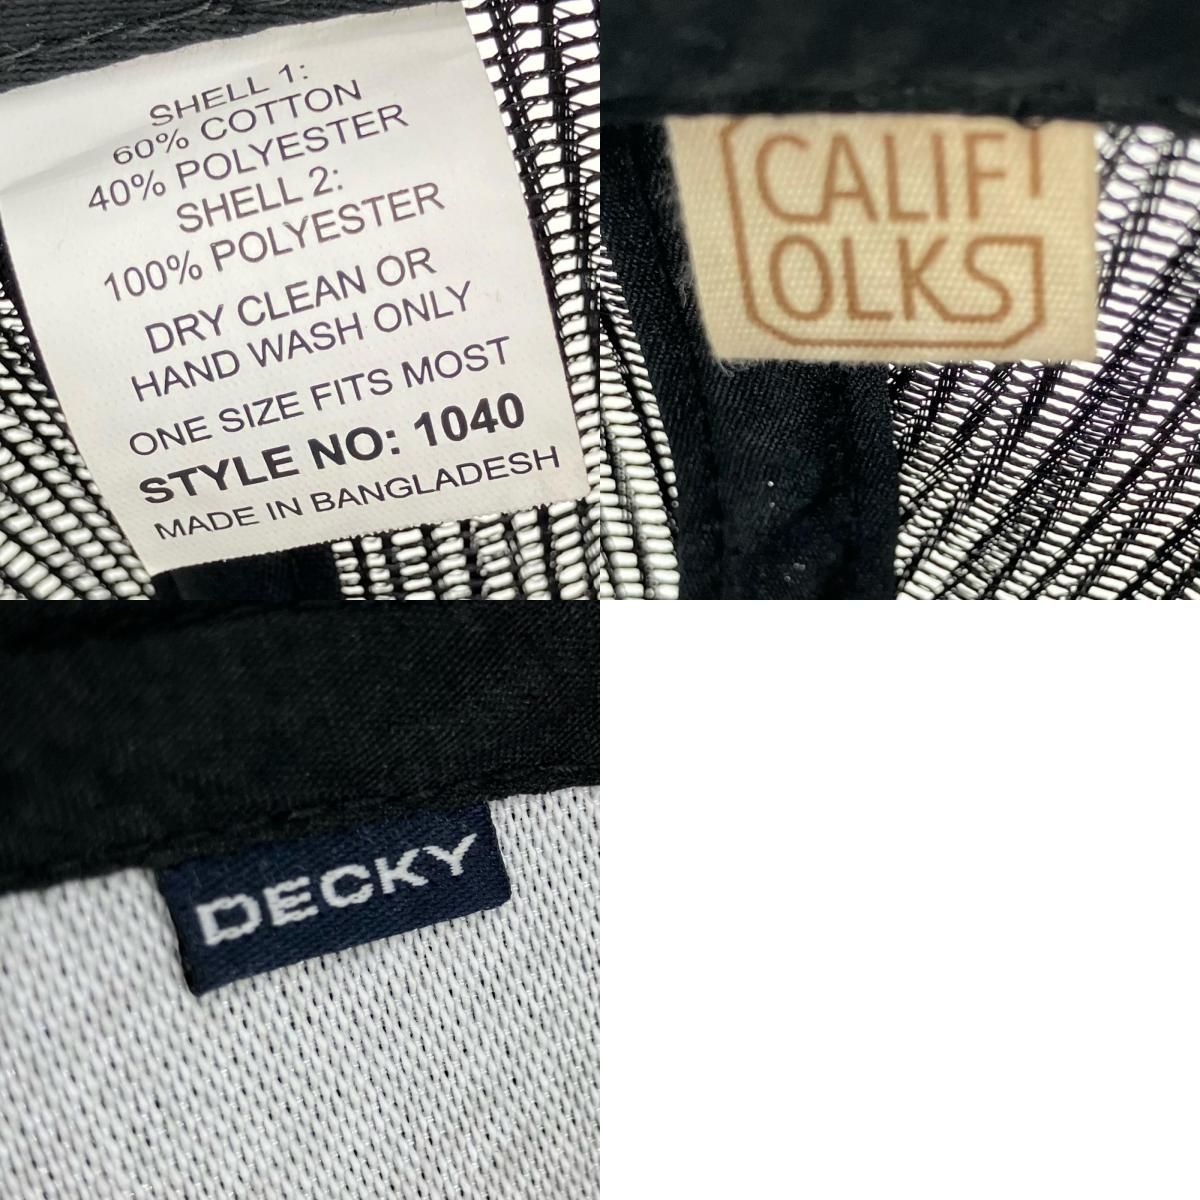 SHELL 1:
60% COTTON
40% POLYESTER
SHELL 2:
100% POLYESTER
DRY CLEAN OR
HAND WASH ONLY
ONE SIZE FITS MOST
STYLE NO: 1040
MADE IN BANGLADESH
CALIF
OLKS
DECKY